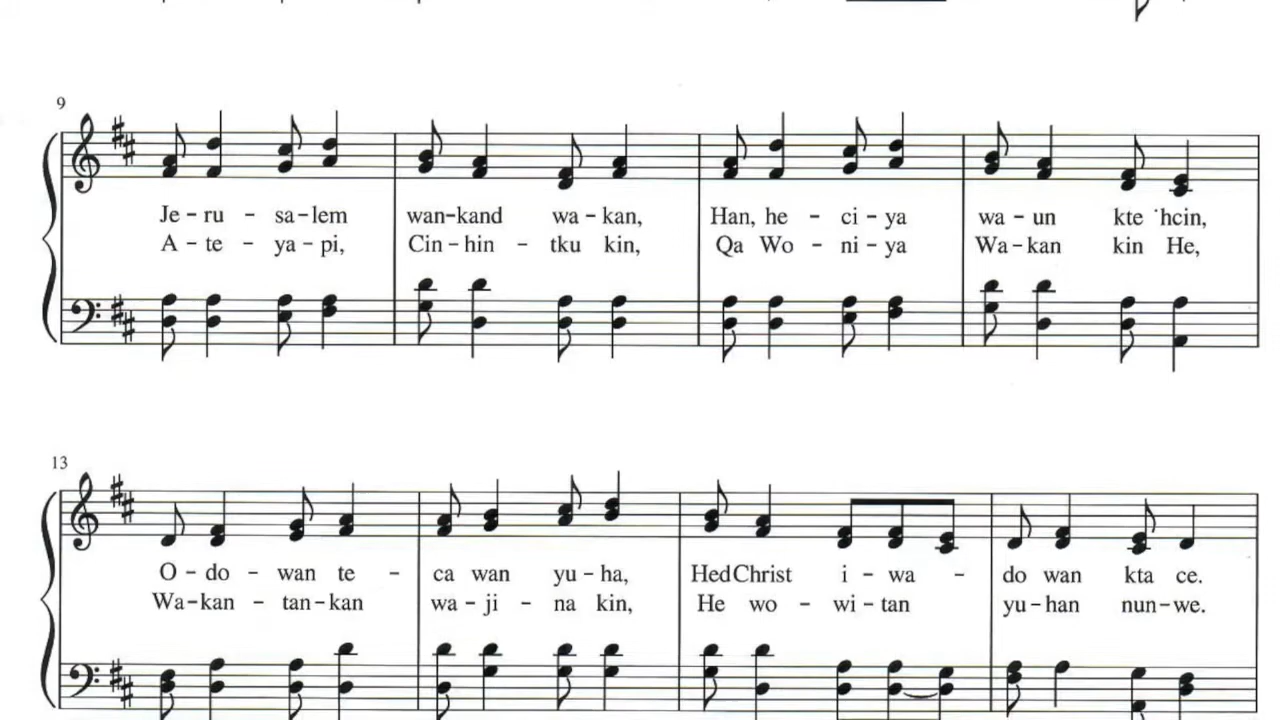 9
Je – ru – sa – lem wan – kand wa – kan, Han, he – ci – ya wa – un kte hcin,
A – te – ya – pi, Cin – hin – tku kin, Qa Wo – ni – ya Wa – kan kin He,
13
O – do – wan te – ca wan yu – ha, Hed Christ i – wa – do wan kta ce.
Wa – kan – tan – kan wa – ji – na kin, He wo – wi – tan yu – han nun – we.